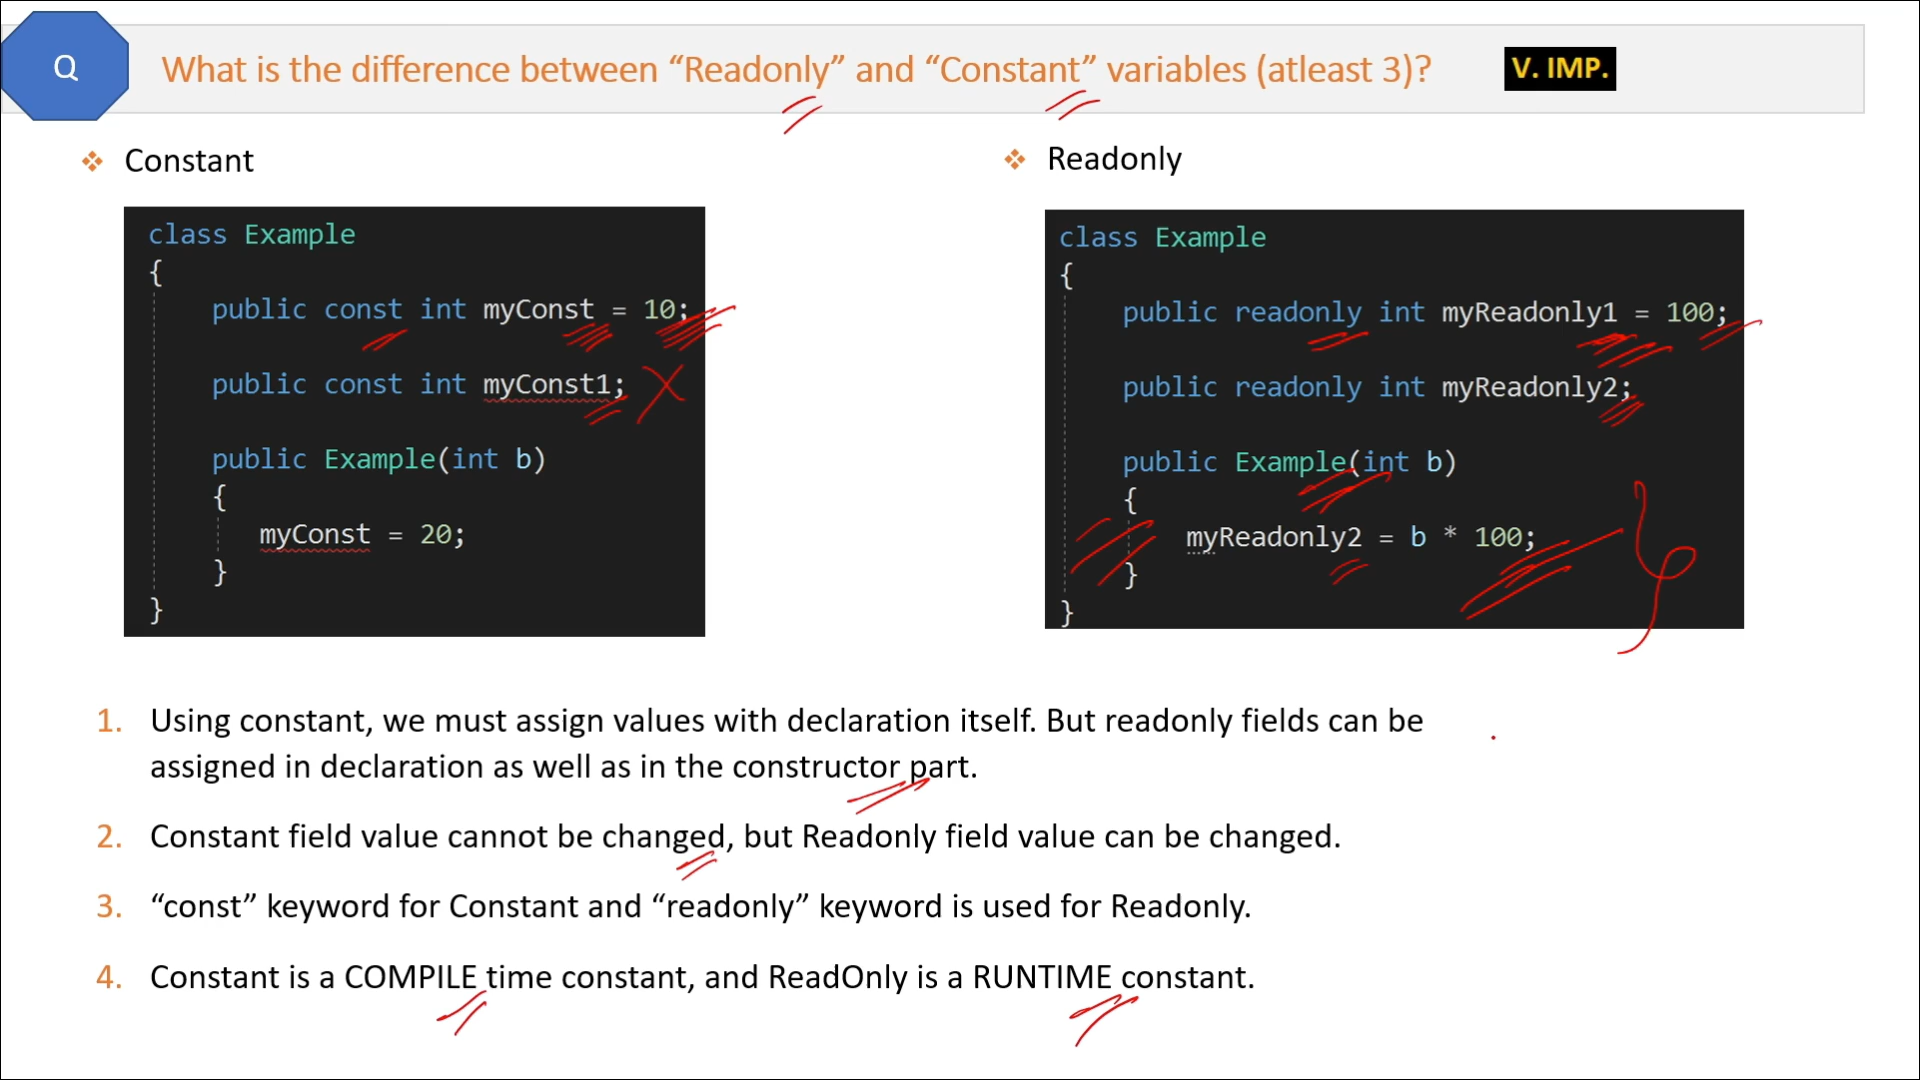 Q
What is the difference between “Readonly” and “Constant” variables (atleast 3)?
V. IMP.
Constant
class Example
{
public const int myConst = 10;
public const int myConst1;
public Example(int b)
{
myConst = 20;
}
}
Readonly
class Example
{
public readonly int myReadonly1 = 100;
public readonly int myReadonly2;
public Example(int b)
{
myReadonly2 = b * 100;
}
}
1. Using constant, we must assign values with declaration itself. But readonly fields can be
assigned in declaration as well as in the constructor part.
2. Constant field value cannot be changed, but Readonly field value can be changed.
3. “const” keyword for Constant and “readonly” keyword is used for Readonly.
4. Constant is a COMPILE time constant, and ReadOnly is a RUNTIME constant.